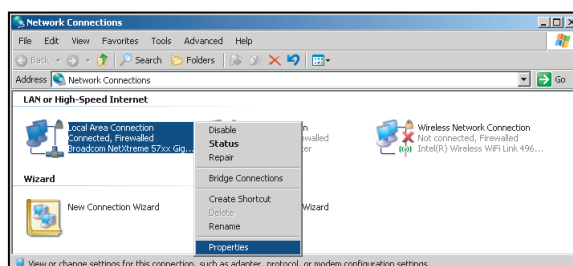 Network Connections
File Edit View Favorites Tools Advanced Help
Back Search Folders
Address Network Connections Go
LAN or High-Speed Internet
Local Area Connection
Connected, Firewalled
Broadcom NetXtreme 57xx Gig...
Disable
Status
Repair
Bridge Connections
Create Shortcut
Delete
Rename
Properties
Wireless Network Connection
Not connected, Firewalled
Intel(R) Wireless WiFi Link 496...
Wizard
New Connection Wizard
Wizard
View or change settings for this connection, such as adapter, protocol, or modem configuration settings.